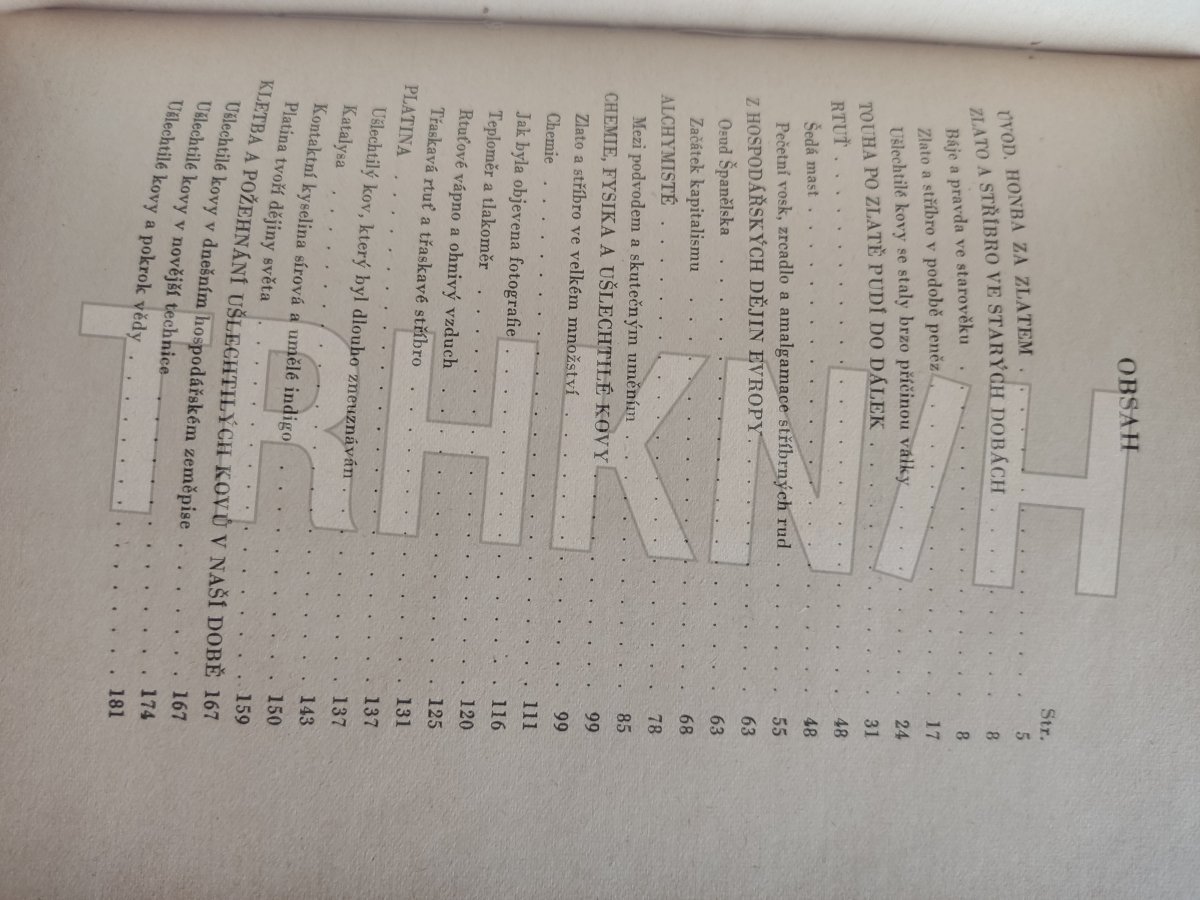 OBSAH
Str.
ÚVOD. HONBA ZA ZLATEM . . . . . . . . . . 5
ZLATO A STŘÍBRO VE STARÝCH DOBÁCH . . . . . . 8
Báje a pravda ve starověku . . . . . . . . . . 8
Zlato a stříbro v podobě peněz . . . . . . . . . 17
Ušlechtilé kovy se staly brzo příčinou války . . . . . . 24
TOUHA PO ZLATĚ PUDÍ DO DÁLEK . . . . . . . 31
RTUŤ . . . . . . . . . . . . . . . 48
Šedá mast . . . . . . . . . . . . . . 48
Pečetní vosk, zrcadlo a amalgamace stříbrných rud . . . . 55
Z HOSPODÁŘSKÝCH DĚJIN EVROPY . . . . . . . 63
Osud Španělska . . . . . . . . . . . . . 63
Začátek kapitalismu . . . . . . . . . . . . 68
ALCHYMISTÉ . . . . . . . . . . . . . 78
Mezi podvodem a skutečným uměním . . . . . . . 85
CHEMIE, FYSIKA A UŠLECHTILÉ KOVY . . . . . . 99
Zlato a stříbro ve velkém množství . . . . . . . . 99
Chemie . . . . . . . . . . . . . . . 111
Jak byla objevena fotografie . . . . . . . . . . 116
Teploměr a tlakoměr . . . . . . . . . . . . 120
Rtuťové vápno a ohnivý vzduch . . . . . . . . . 125
Třaskavá rtuť a třaskavé stříbro . . . . . . . . . 131
PLATINA . . . . . . . . . . . . . . 137
Ušlechtilý kov, který byl dlouho zneuznáván . . . . . . 137
Katalysa . . . . . . . . . . . . . . . 143
Kontaktní kyselina sírová a umělé indigo . . . . . . . 150
Platina tvoří dějiny světa . . . . . . . . . . . 159
KLETBA A POŽEHNÁNÍ UŠLECHTILÝCH KOVŮ V NAŠÍ DOBĚ 167
Ušlechtilé kovy v dnešním hospodářském zeměpise . . . . 167
Ušlechtilé kovy v novější technice . . . . . . . . . 174
Ušlechtilé kovy a pokrok vědy . . . . . . . . . . 181
TRHKNIH